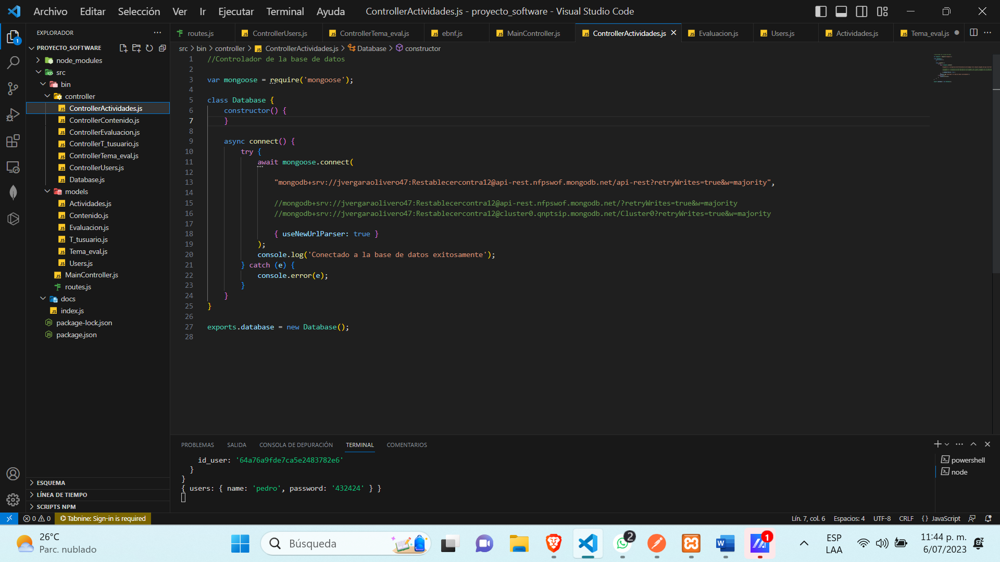 Archivo Editar Selección Ver Ir Ejecutar Terminal Ayuda ControllerActividades.js - proyecto_software - Visual Studio Code
EXPLORADOR
1
PROYECTO_SOFTWARE
node_modules
src
bin
controller
ControllerActividades.js
ControllerContenido.js
ControllerEvaluacion.js
ControllerT_tusuario.js
ControllerTema_eval.js
ControllerUsers.js
Database.js
models
Actividades.js
Contenido.js
Evaluacion.js
T_tusuario.js
Tema_eval.js
Users.js
MainController.js
routes.js
docs
index.js
package-lock.json
package.json
ESQUEMA
LÍNEA DE TIEMPO
SCRIPTS NPM
routes.js ControllerUsers.js ControllerTema_eval.js ebnf.js MainController.js ControllerActividades.js Evaluacion.js Users.js Actividades.js Tema_eval.js
src > bin > controller > ControllerActividades.js > Database > constructor
1 //Controlador de la base de datos
2
3 var mongoose = require('mongoose');
4
5 class Database {
6 constructor() {
7 }
8
9 async connect() {
10 try {
11 await mongoose.connect(
12
13 "mongodb+srv://jvergaraolivero47:Restablecercontra12@api-rest.nfpswof.mongodb.net/api-rest?retryWrites=true&w=majority",
14
15 //mongodb+srv://jvergaraolivero47:Restablecercontra12@api-rest.nfpswof.mongodb.net/?retryWrites=true&w=majority
16 //mongodb+srv://jvergaraolivero47:Restablecercontra12@cluster0.qnptsip.mongodb.net/Cluster0?retryWrites=true&w=majority
17
18 { useNewUrlParser: true }
19 );
20 console.log('Conectado a la base de datos exitosamente');
21 } catch (e) {
22 console.error(e);
23 }
24 }
25 }
26
27 exports.database = new Database();
28
PROBLEMAS SALIDA CONSOLA DE DEPURACIÓN TERMINAL COMENTARIOS
id_user: '64a76a9fde7ca5e2483782e6'
}
}
{ users: { name: 'pedro', password: '432424' } }
powershell
node
0 0 Tabnine: Sign-in is required Lín. 7, col. 6 Espacios: 4 UTF-8 CRLF {} JavaScript
26°C
Parc. nublado
Búsqueda
2
1
ESP
LAA
11:44 p. m.
6/07/2023